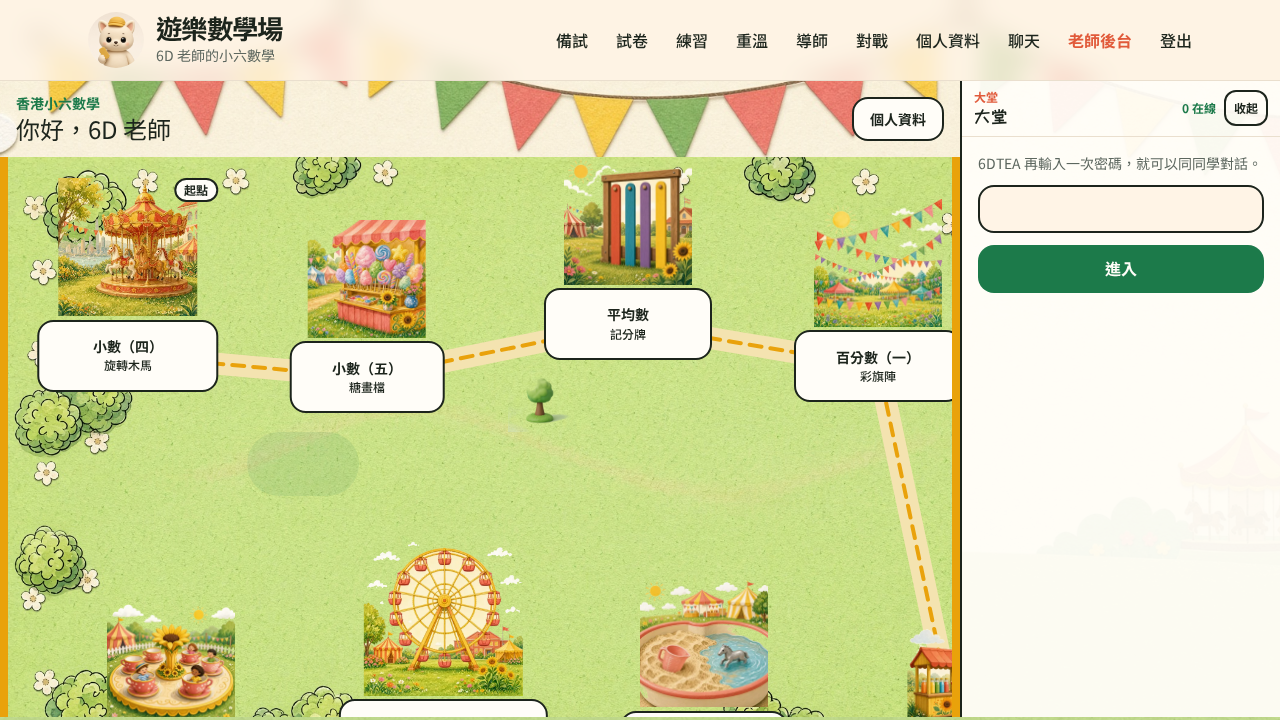 遊樂數學場
6D 老師的小六數學
備試
試卷
練習
重溫
導師
對戰
個人資料
聊天
老師後台
登出
香港小六數學
你好，6D 老師
個人資料
大堂
大堂
0 在線
收起
6DTEA 再輸入一次密碼，就可以同同學對話。
進入
起點
小數（四）
旋轉木馬
小數（五）
糖畫檔
平均數
記分牌
百分數（一）
彩旗陣